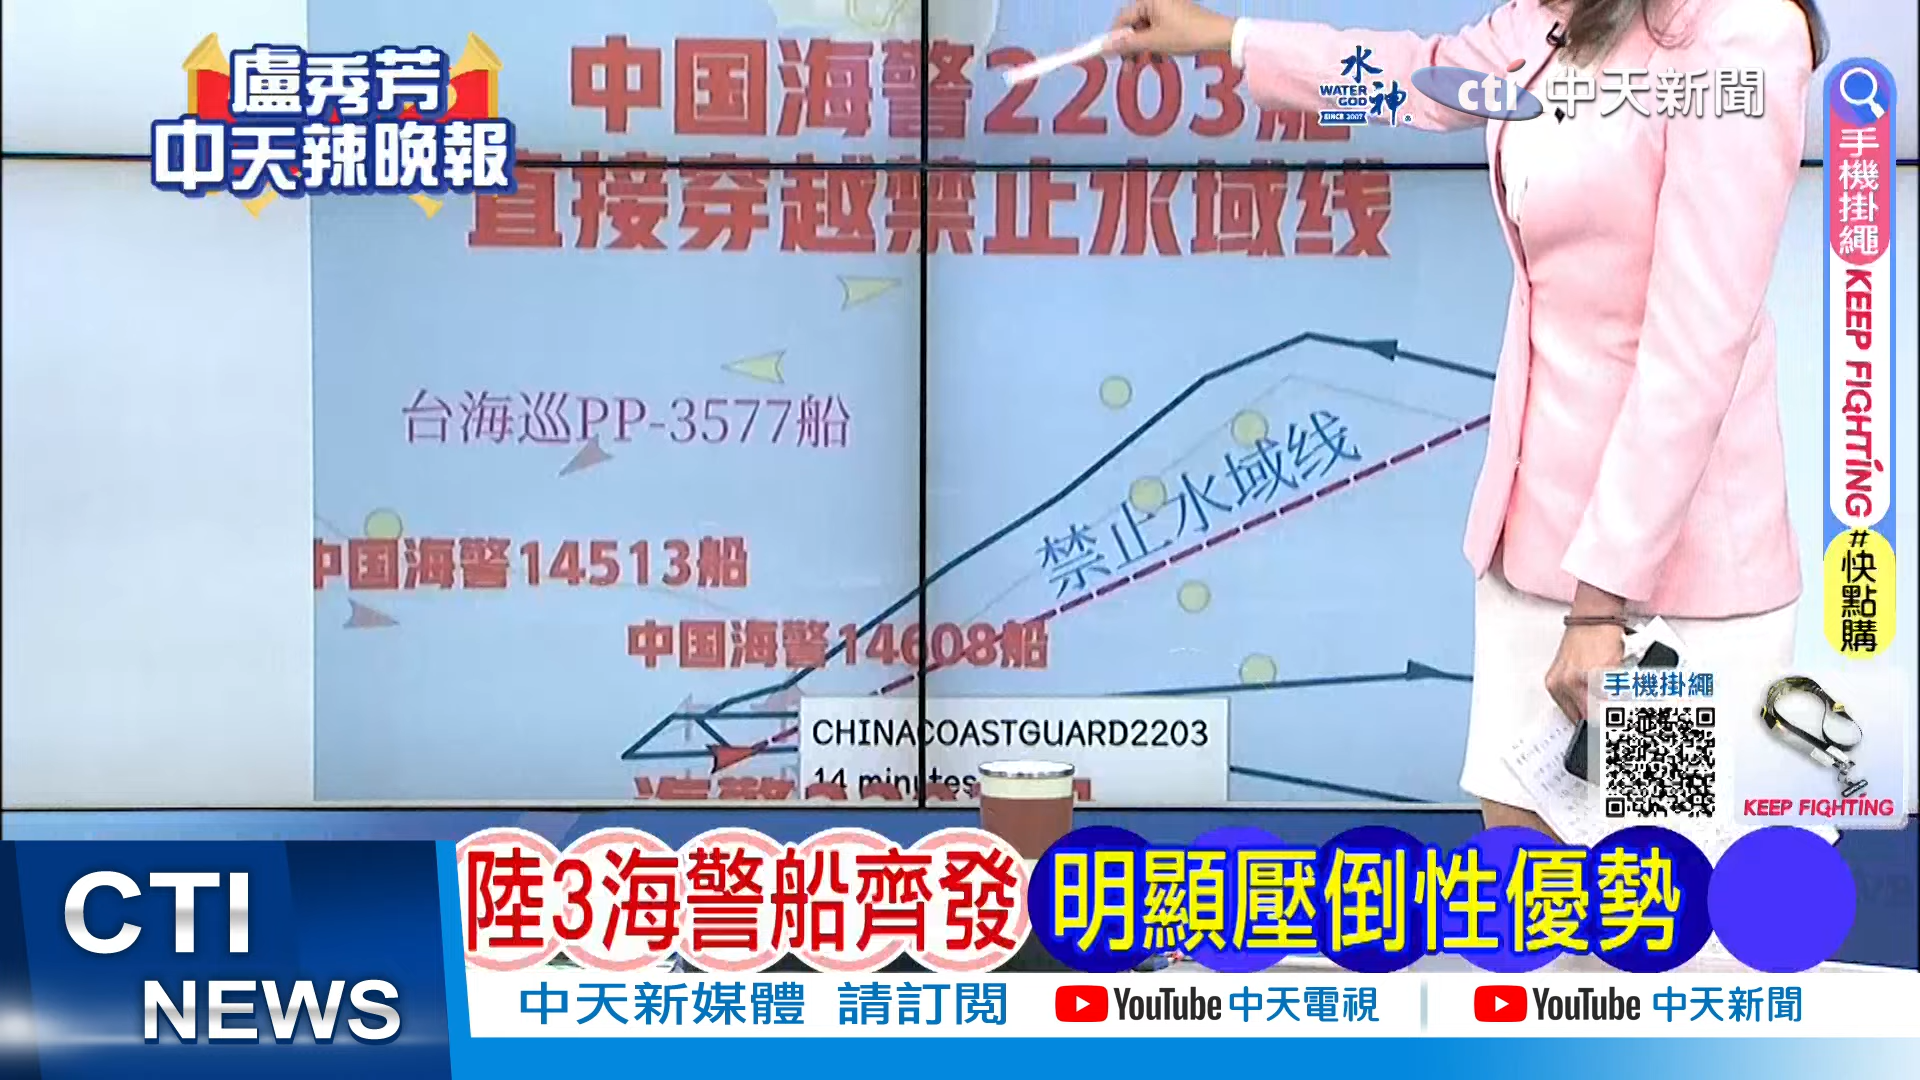 盧秀芳
中天辣晚報
中国海警2203船
直接穿越禁止水域线
水神
WATER GOD
SINCE 2007
cti 中天新聞
手機掛繩
KEEP FIGHTING
#快點購
台海巡PP-3577船
禁止水域线
中国海警14513船
中国海警14608船
CHINACOASTGUARD2203
14 minutes
手機掛繩
KEEP FIGHTING
陸3海警船齊發 明顯壓倒性優勢
CTI
NEWS
中天新媒體 請訂閱 YouTube 中天電視 | YouTube 中天新聞